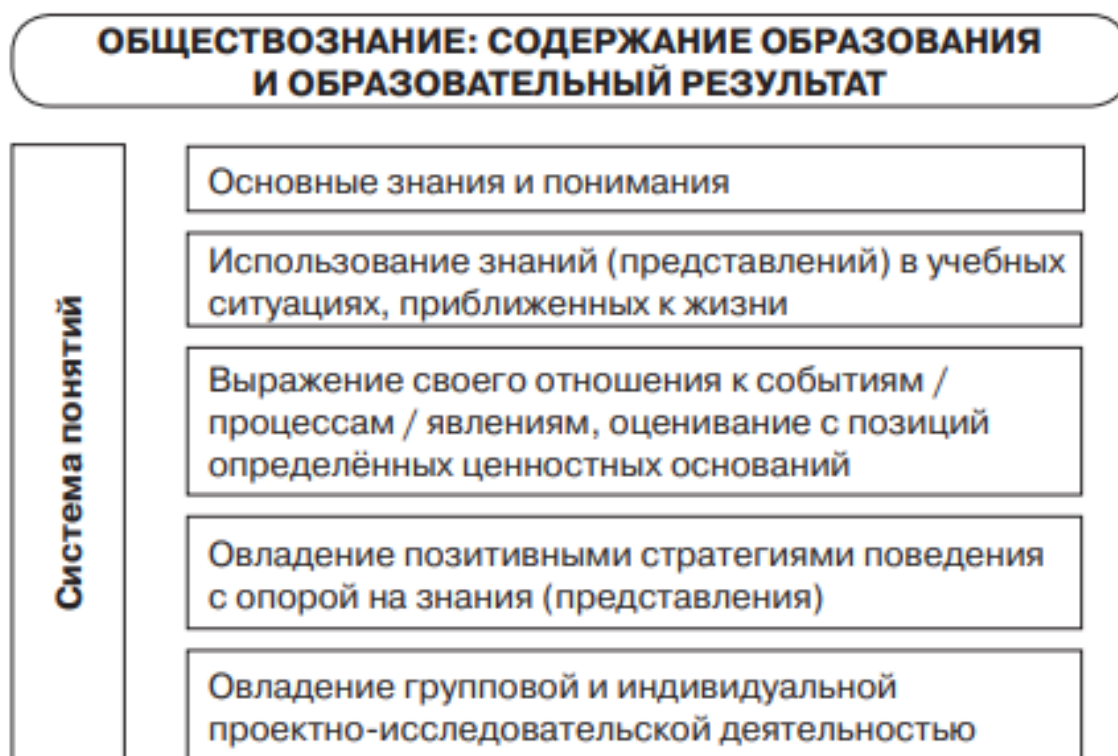 ОБЩЕСТВОЗНАНИЕ: СОДЕРЖАНИЕ ОБРАЗОВАНИЯ
И ОБРАЗОВАТЕЛЬНЫЙ РЕЗУЛЬТАТ
Система понятий
Основные знания и понимания
Использование знаний (представлений) в учебных
ситуациях, приближенных к жизни
Выражение своего отношения к событиям /
процессам / явлениям, оценивание с позиций
определённых ценностных оснований
Овладение позитивными стратегиями поведения
с опорой на знания (представления)
Овладение групповой и индивидуальной
проектно-исследовательской деятельностью